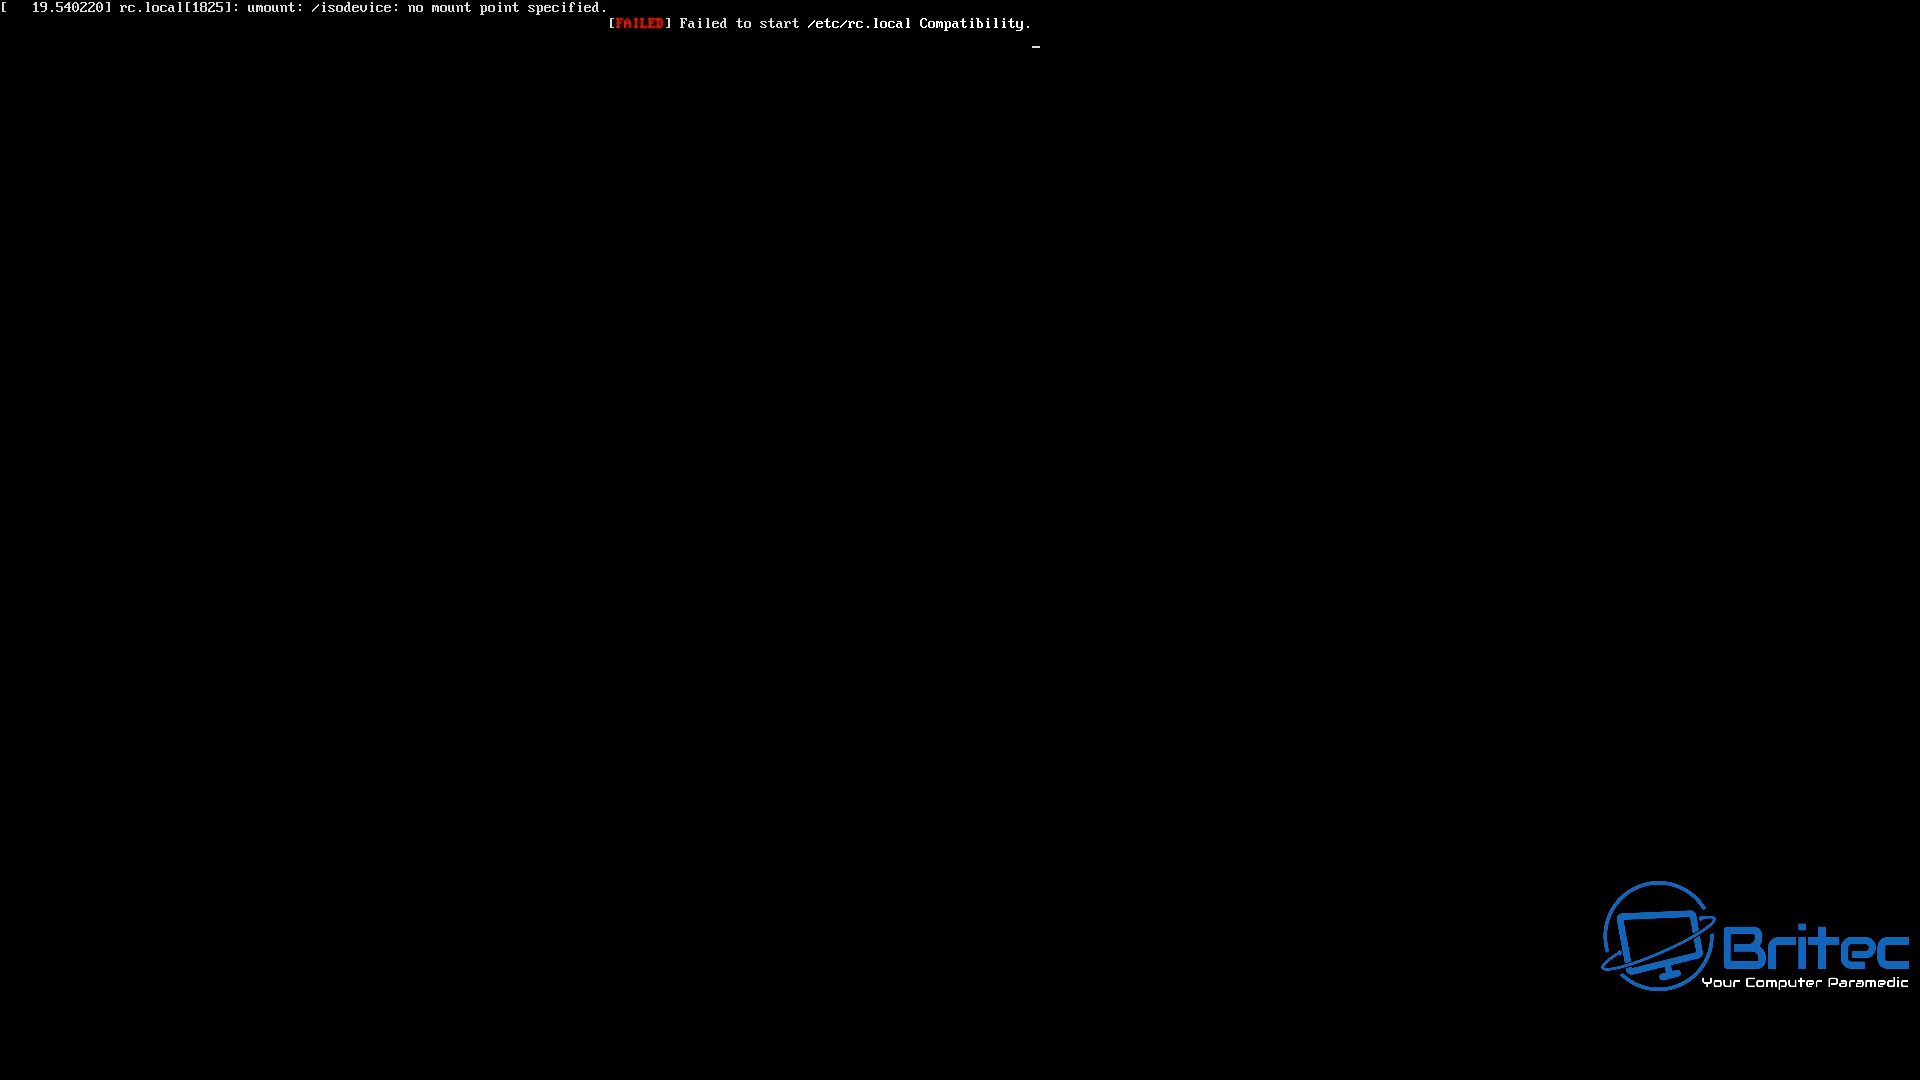 [   19.540220] rc.local[1825]: umount: /isodevice: no mount point specified.
[FAILED] Failed to start /etc/rc.local Compatibility.
Britec
Your Computer Paramedic